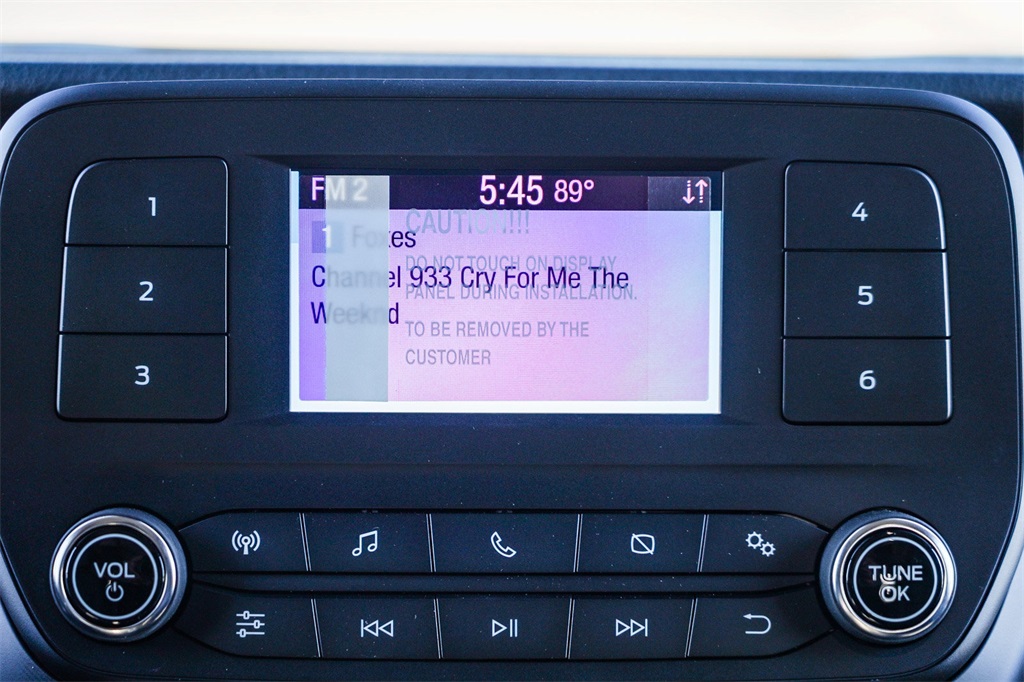 FM 2 5:45 89°
CAUTION!!!
1 Foxes
DO NOT TOUCH ON DISPLAY
Channel 933 Cry For Me The
PANEL DURING INSTALLATION.
Weeknd
TO BE REMOVED BY THE
CUSTOMER
1
2
3
4
5
6
VOL
TUNE
OK